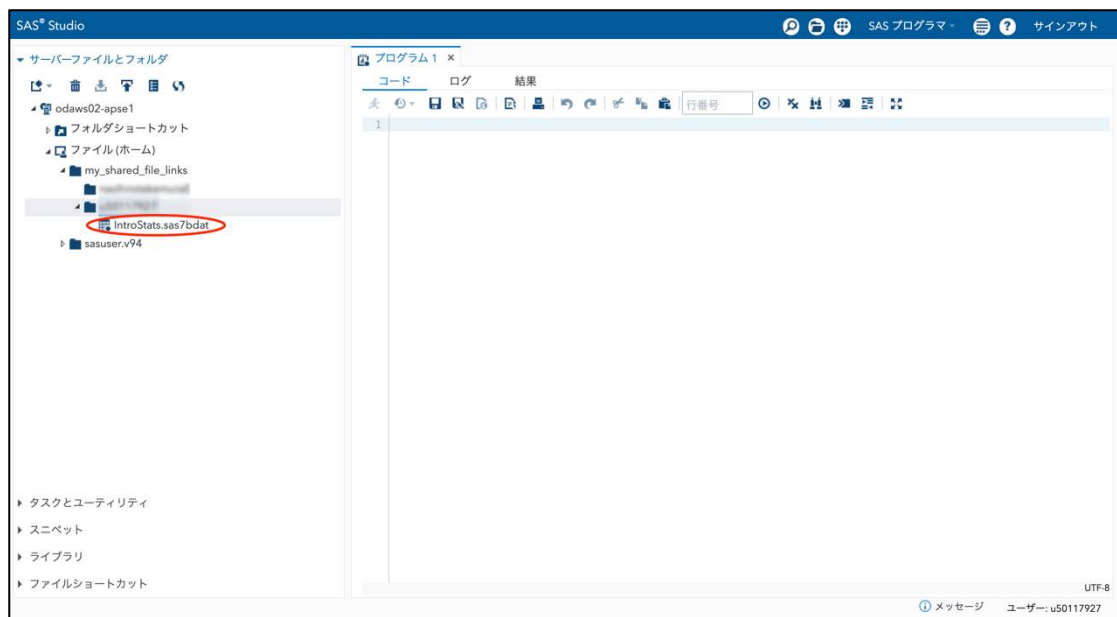 SAS® Studio
SAS プログラマ
サインアウト
サーバーファイルとフォルダ
odaws02-apse1
フォルダショートカット
ファイル (ホーム)
my_shared_file_links
IntroStats.sas7bdat
sasuser.v94
タスクとユーティリティ
スニペット
ライブラリ
ファイルショートカット
プログラム 1
コード ログ 結果
行番号
1
UTF-8
メッセージ ユーザー: u50117927